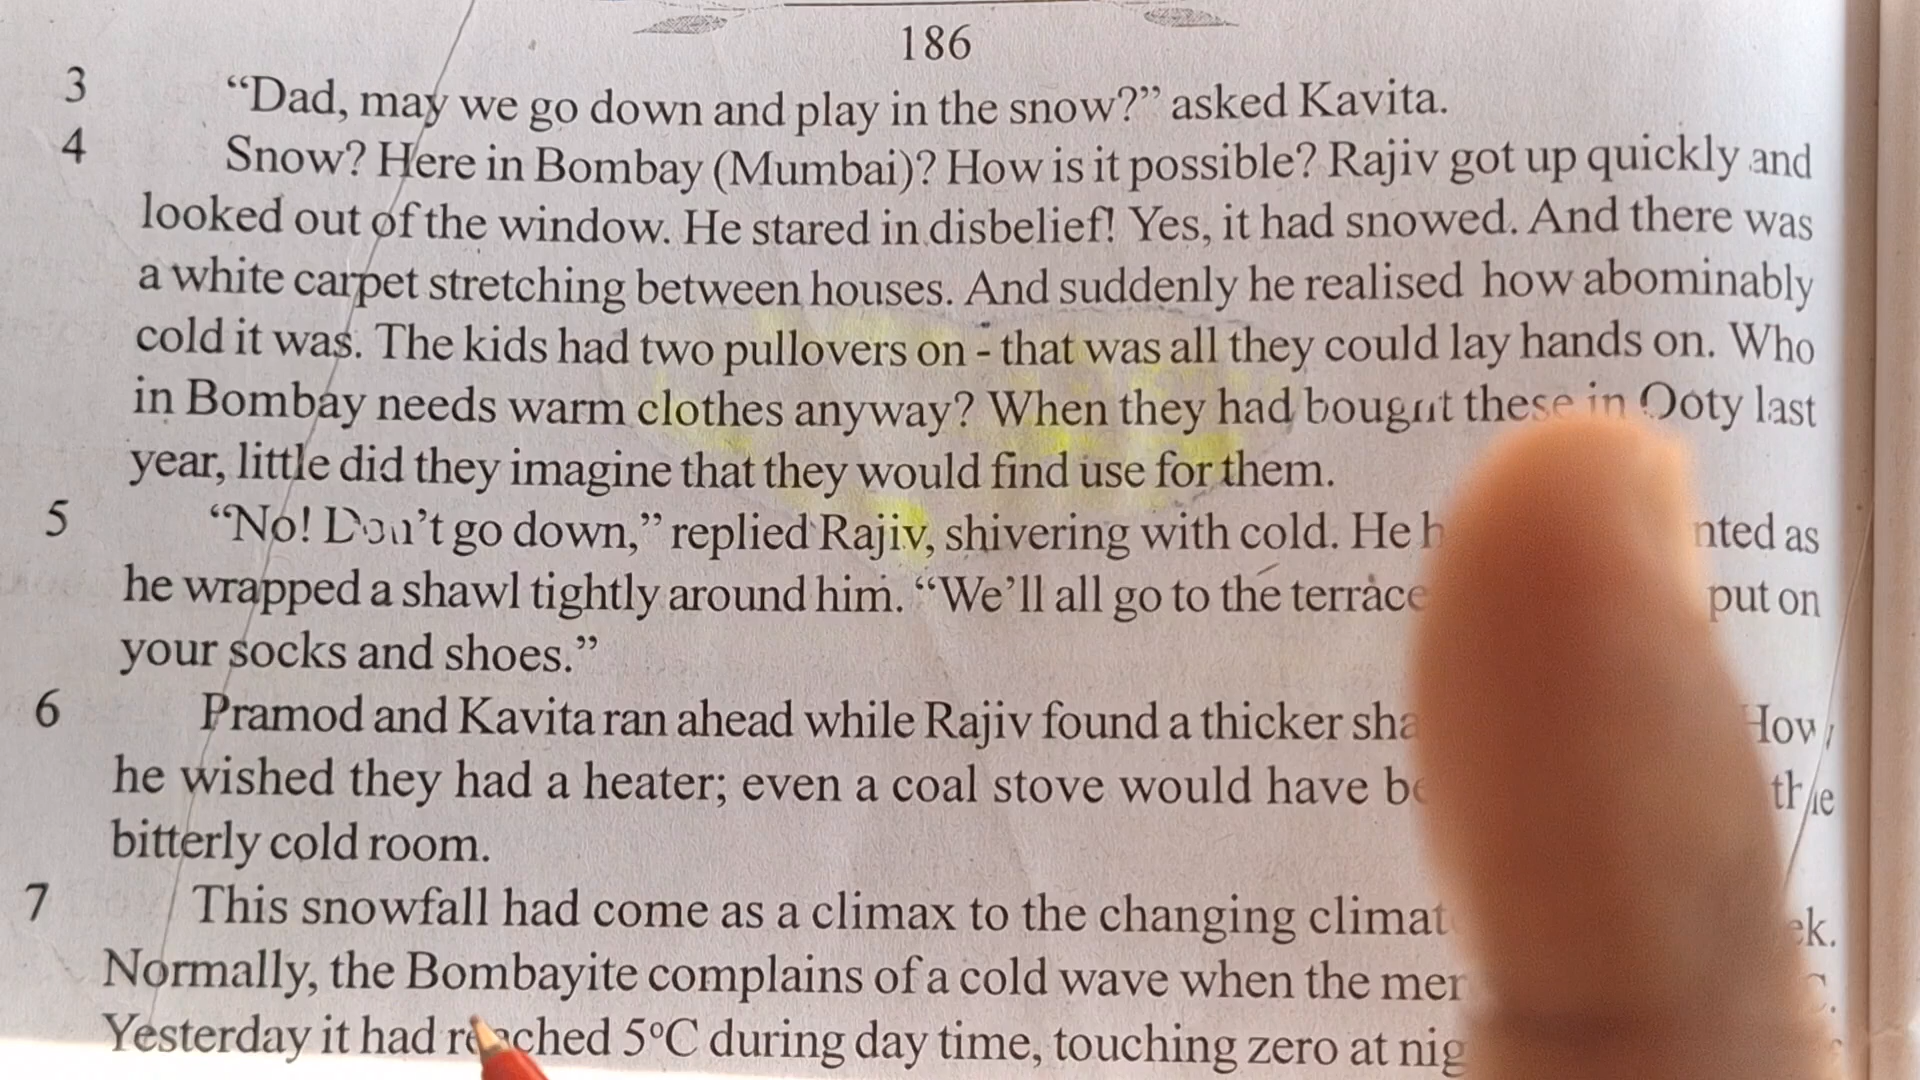 186
3 “Dad, may we go down and play in the snow?” asked Kavita.
4 Snow? Here in Bombay (Mumbai)? How is it possible? Rajiv got up quickly and
looked out of the window. He stared in disbelief! Yes, it had snowed. And there was
a white carpet stretching between houses. And suddenly he realised how abominably
cold it was. The kids had two pullovers on - that was all they could lay hands on. Who
in Bombay needs warm clothes anyway? When they had bought these in Ooty last
year, little did they imagine that they would find use for them.
5 “No! Don’t go down,” replied Rajiv, shivering with cold. He as
he wrapped a shawl tightly around him. “We’ll all go to the terrace put on
your socks and shoes.”
6 Pramod and Kavita ran ahead while Rajiv found a thicker How
he wished they had a heater; even a coal stove would have the
bitterly cold room.
7 This snowfall had come as a climax to the changing
Normally, the Bombayite complains of a cold wave when the
Yesterday it had reached 5°C during day time, touching zero at